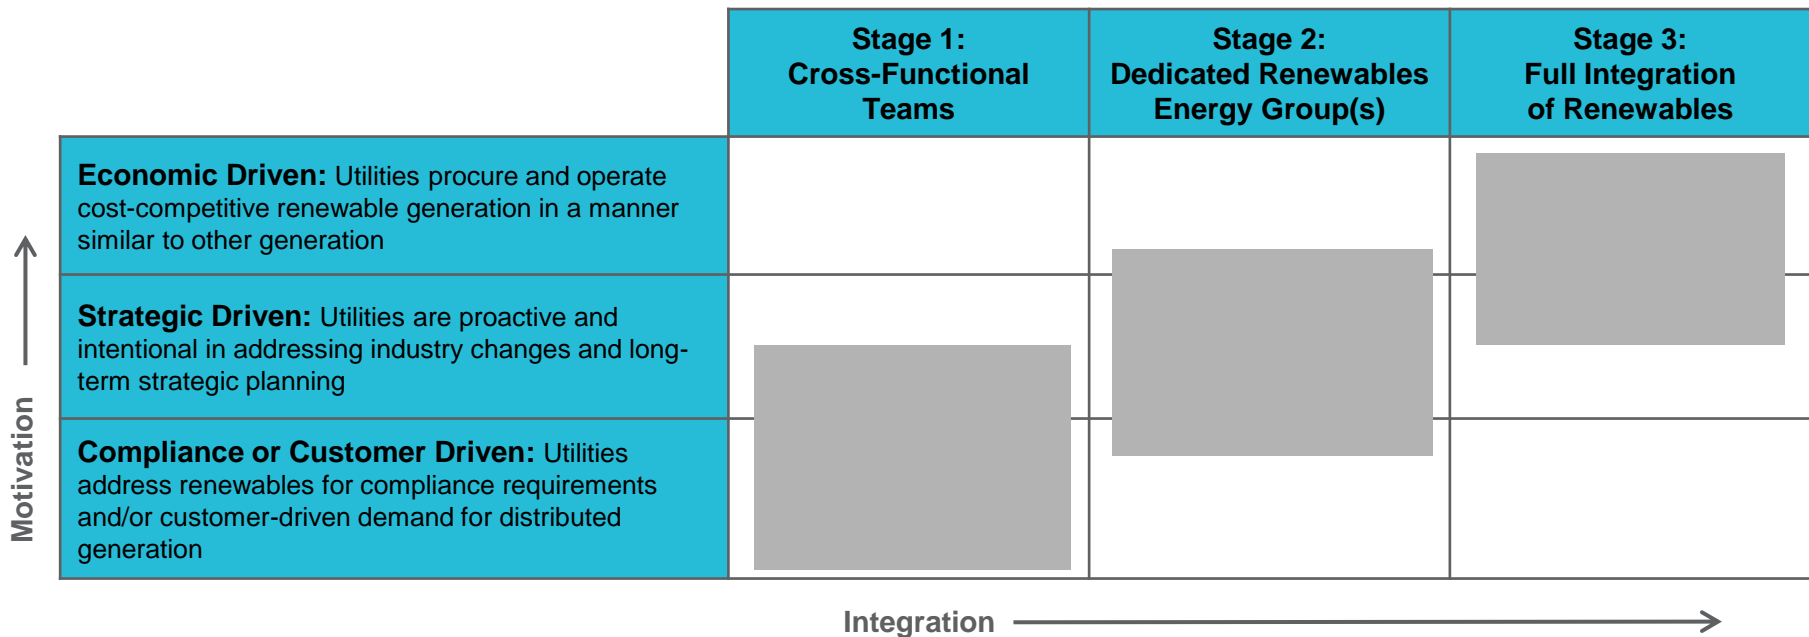 Stage 1:
Cross-Functional
Teams
Stage 2:
Dedicated Renewables
Energy Group(s)
Stage 3:
Full Integration
of Renewables
Economic Driven: Utilities procure and operate
cost-competitive renewable generation in a manner
similar to other generation
Strategic Driven: Utilities are proactive and
intentional in addressing industry changes and long-
term strategic planning
Compliance or Customer Driven: Utilities
address renewables for compliance requirements
and/or customer-driven demand for distributed
generation
Motivation
Integration